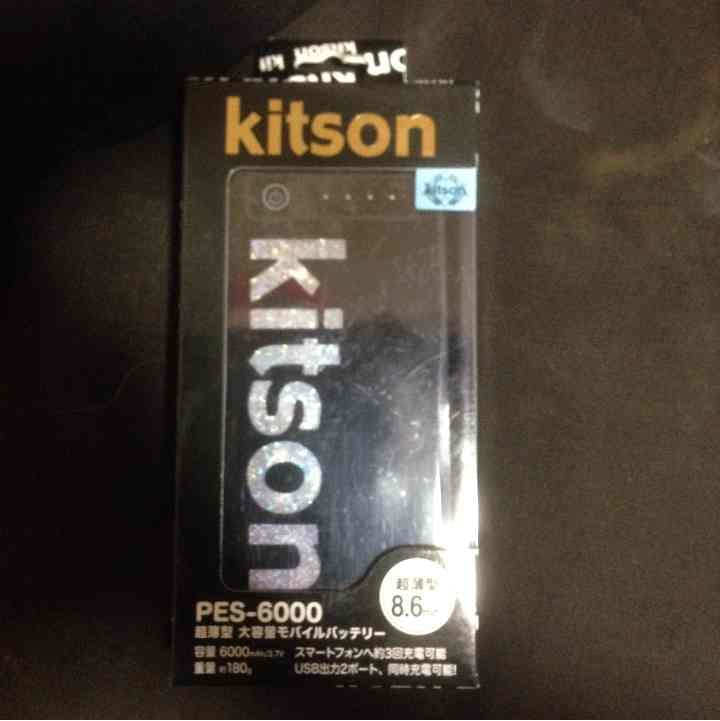 kitson
kitson
kitson
PES-6000
超薄型 大容量モバイルバッテリー
容量 6000mAh/3.7V スマートフォンへ約3回充電可能
重量 約180g USB出力2ポート、同時充電可能!
超薄型
8.6